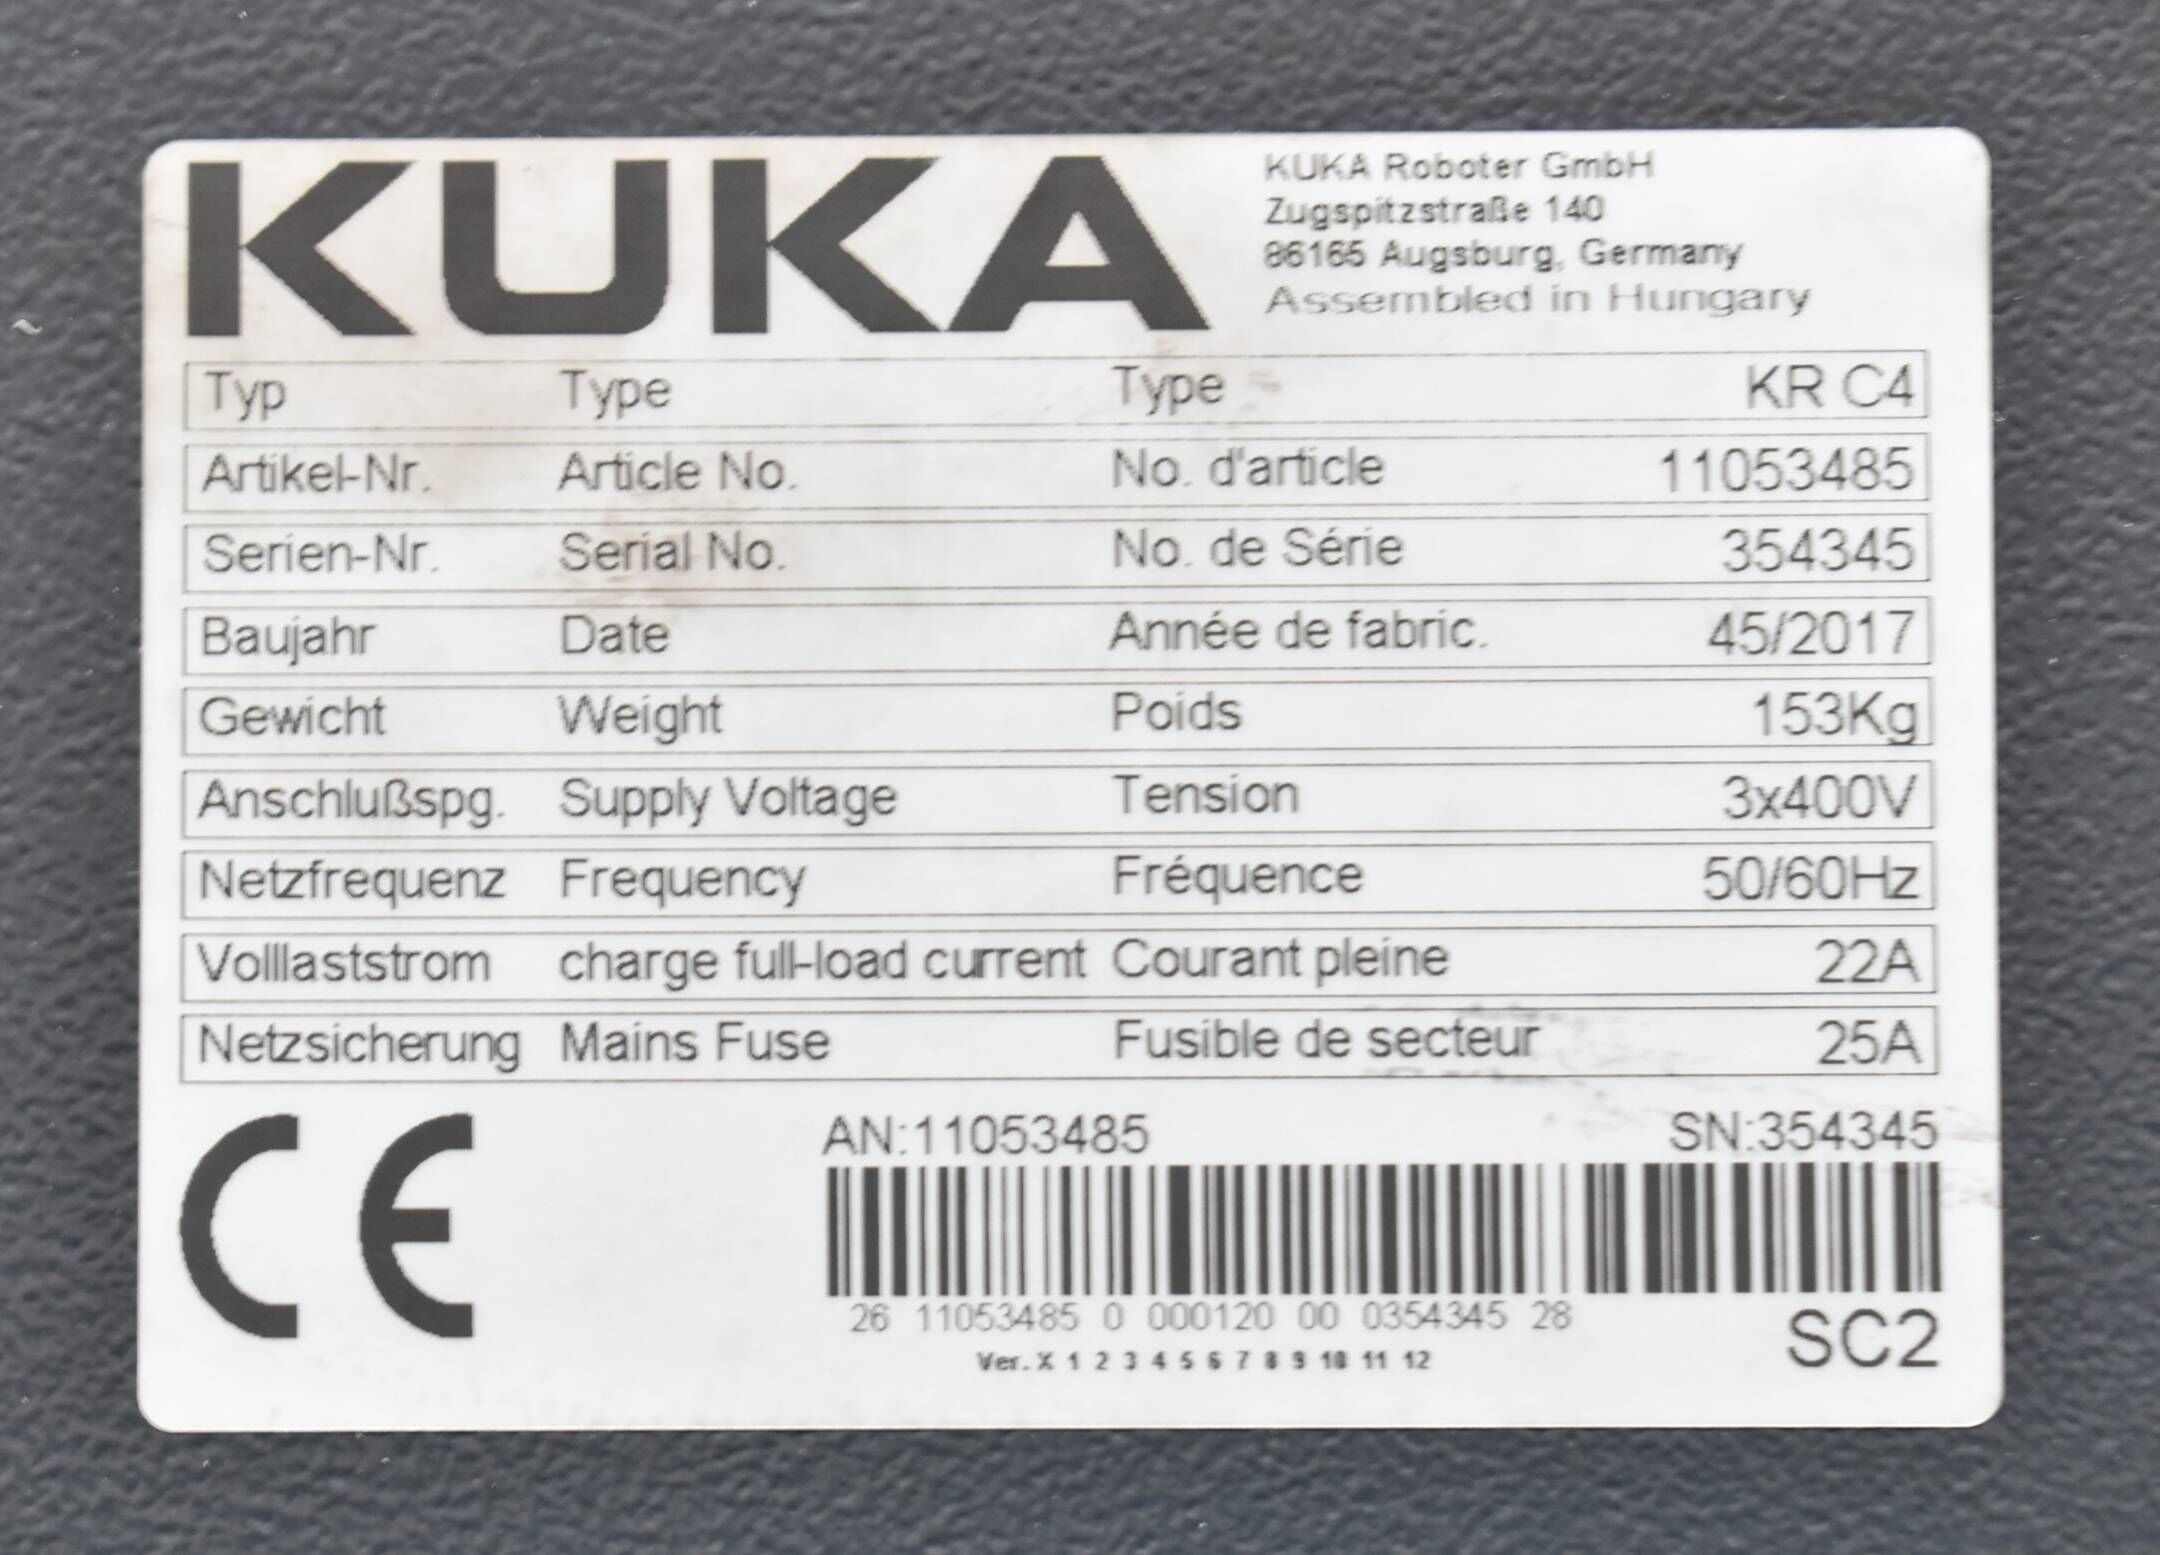 KUKA
KUKA Roboter GmbH
Zugspitzstraße 140
86165 Augsburg, Germany
Assembled in Hungary
Typ Type Type KR C4
Artikel-Nr. Article No. No. d'article 11053485
Serien-Nr. Serial No. No. de Série 354345
Baujahr Date Année de fabric. 45/2017
Gewicht Weight Poids 153Kg
Anschlußspg. Supply Voltage Tension 3x400V
Netzfrequenz Frequency Fréquence 50/60Hz
Volllaststrom charge full-load current Courant pleine 22A
Netzsicherung Mains Fuse Fusible de secteur 25A
CE
AN:11053485 SN:354345
26 11053485 0 000120 00 0354345 28
SC2
Ver. X 1 2 3 4 5 6 7 8 9 10 11 12